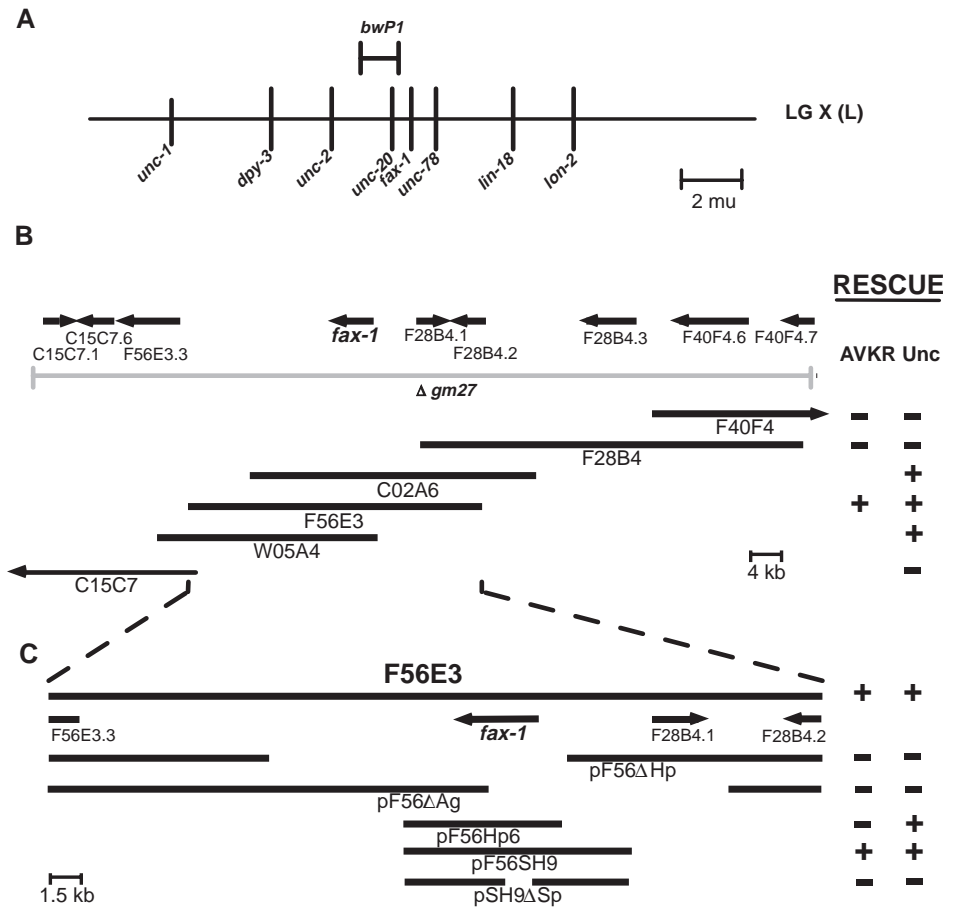 A
bwP1
LG X (L)
unc-1
dpy-3
unc-2
unc-20
fax-1
unc-78
lin-18
lon-2
2 mu
B
RESCUE
AVKR Unc
C15C7.6
fax-1
F28B4.1
F28B4.3
F40F4.6
F40F4.7
C15C7.1
F56E3.3
F28B4.2
Δ gm27
F40F4
– –
F28B4
– –
C02A6
+
F56E3
+ +
W05A4
+
4 kb
C15C7
–
C
F56E3
+ +
F56E3.3
fax-1
F28B4.1
F28B4.2
pF56ΔHp
– –
pF56ΔAg
– –
pF56Hp6
– +
pF56SH9
+ +
pSH9ΔSp
– –
1.5 kb